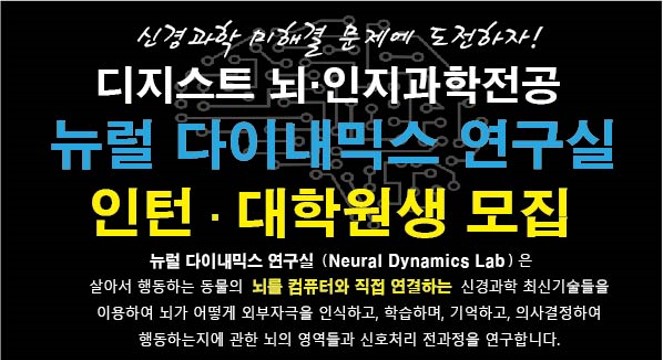 신경과학 미해결 문제에 도전하자!
디지스트 뇠·인지과학전공
뉴럴 다이내믹스 연구실
인턴 · 대학원생 모집
뉴럴 다이내믹스 연구실 (Neural Dynamics Lab) 은
살아서 행동하는 동물의 뇌를 컴퓨터와 직접 연결하는 신경과학 최신기술들을
이용하여 뇌가 어떻게 외부자극을 인식하고, 학습하며, 기억하고, 의사결정하여
행동하는지에 관한 뇌의 영역들과 신호처리 전과정을 연구합니다.